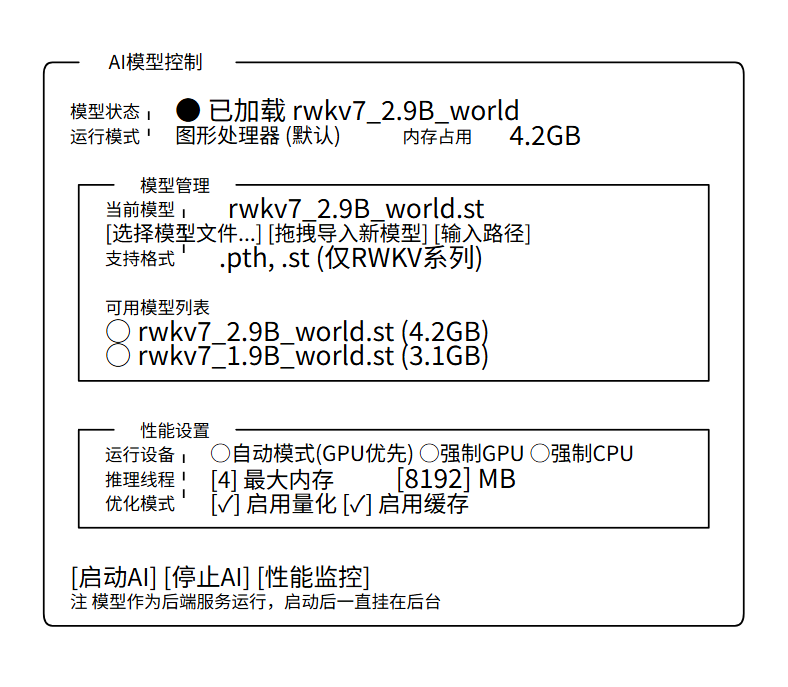 AI模型控制
模型状态 ● 已加载 rwkv7_2.9B_world
运行模式 图形处理器 (默认) 内存占用 4.2GB
模型管理
当前模型 rwkv7_2.9B_world.st
[选择模型文件...] [拖拽导入新模型] [输入路径]
支持格式 .pth, .st (仅RWKV系列)
可用模型列表
○ rwkv7_2.9B_world.st (4.2GB)
○ rwkv7_1.9B_world.st (3.1GB)
性能设置
运行设备 ○自动模式(GPU优先) ○强制GPU ○强制CPU
推理线程 [4] 最大内存 [8192] MB
优化模式 [✓] 启用量化 [✓] 启用缓存
[启动AI] [停止AI] [性能监控]
注 模型作为后端服务运行，启动后一直挂在后台